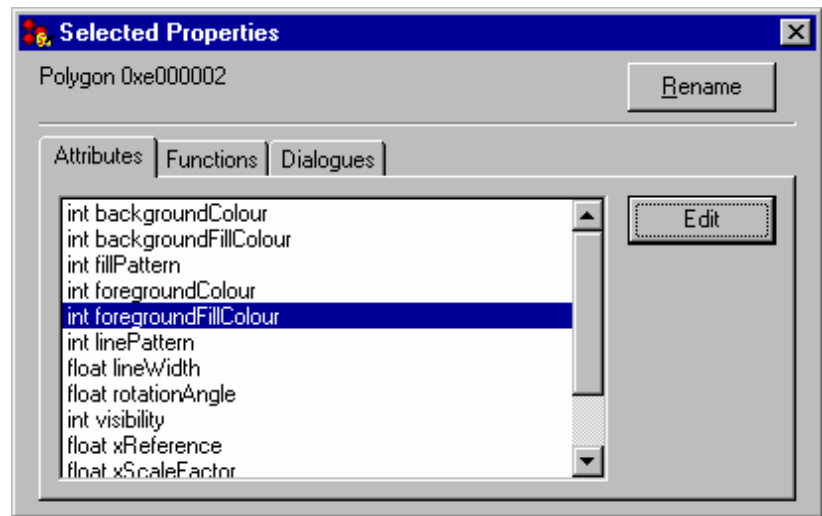 Selected Properties
Polygon 0xe000002
Rename
Attributes Functions Dialogues
int backgroundColour
Edit
int backgroundFillColour
int fillPattern
int foregroundColour
int foregroundFillColour
int linePattern
float lineWidth
float rotationAngle
int visibility
float xReference
float xScaleFactor